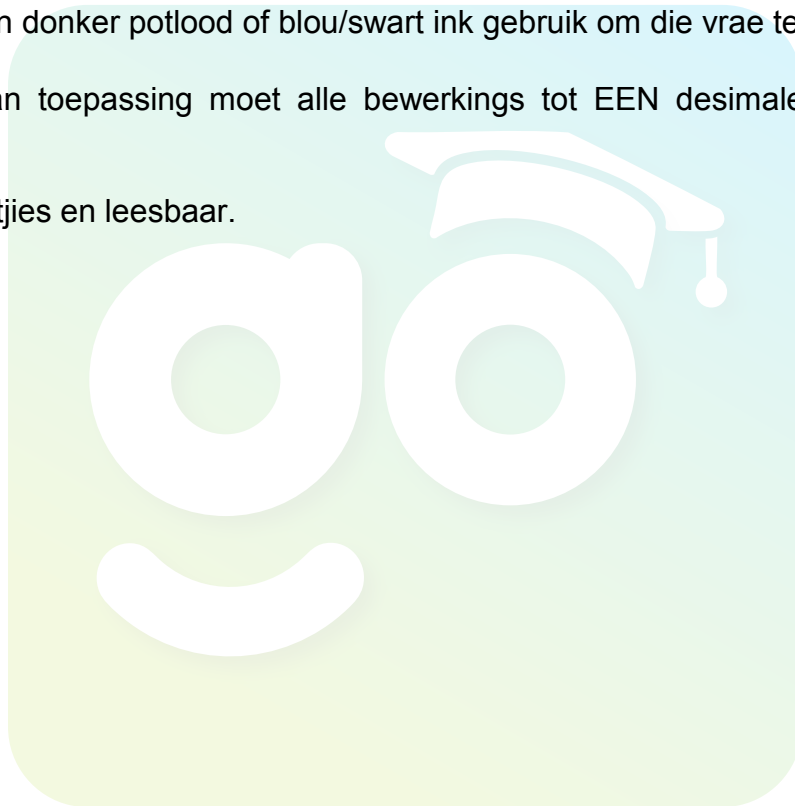 n donker potlood of blou/swart ink gebruik om die vrae te
an toepassing moet alle bewerkings tot EEN desimale
tjies en leesbaar.
go